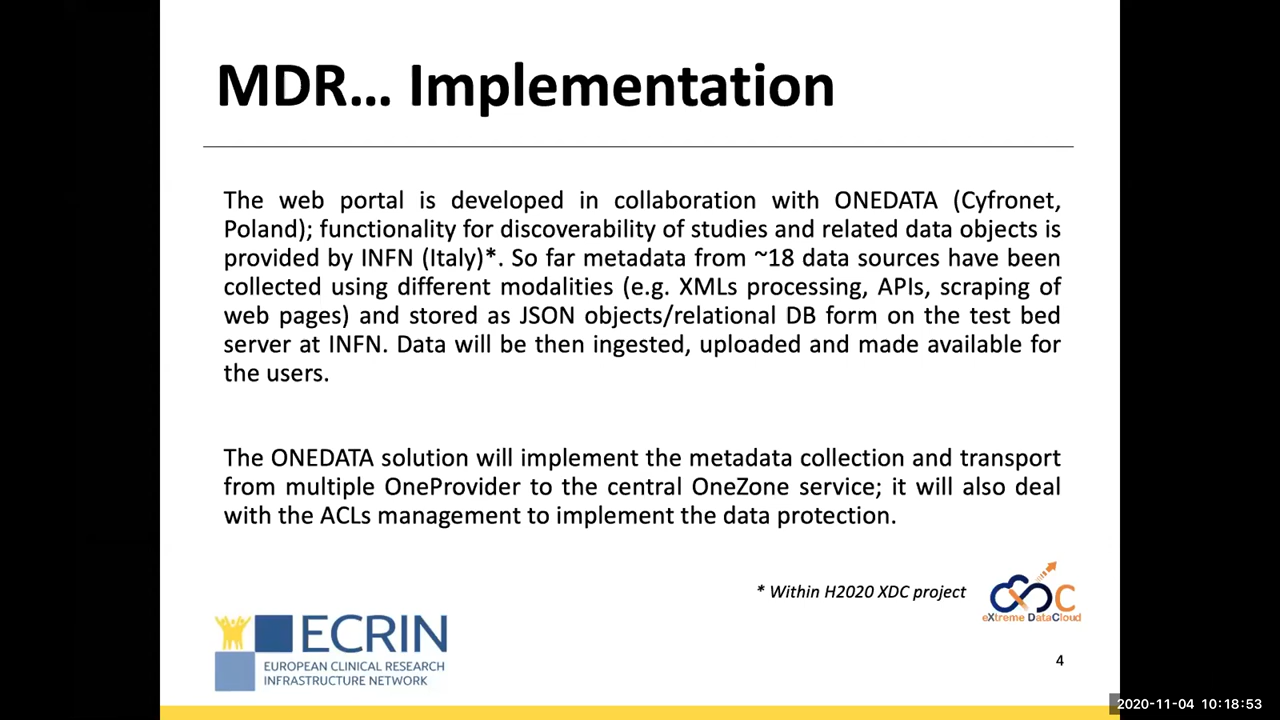 MDR... Implementation
The web portal is developed in collaboration with ONEDATA (Cyfronet,
Poland); functionality for discoverability of studies and related data objects is
provided by INFN (Italy)*. So far metadata from ~18 data sources have been
collected using different modalities (e.g. XMLs processing, APIs, scraping of
web pages) and stored as JSON objects/relational DB form on the test bed
server at INFN. Data will be then ingested, uploaded and made available for
the users.
The ONEDATA solution will implement the metadata collection and transport
from multiple OneProvider to the central OneZone service; it will also deal
with the ACLs management to implement the data protection.
* Within H2020 XDC project
eXtreme DataCloud
ECRIN
EUROPEAN CLINICAL RESEARCH
INFRASTRUCTURE NETWORK
4
2020-11-04 10:18:53